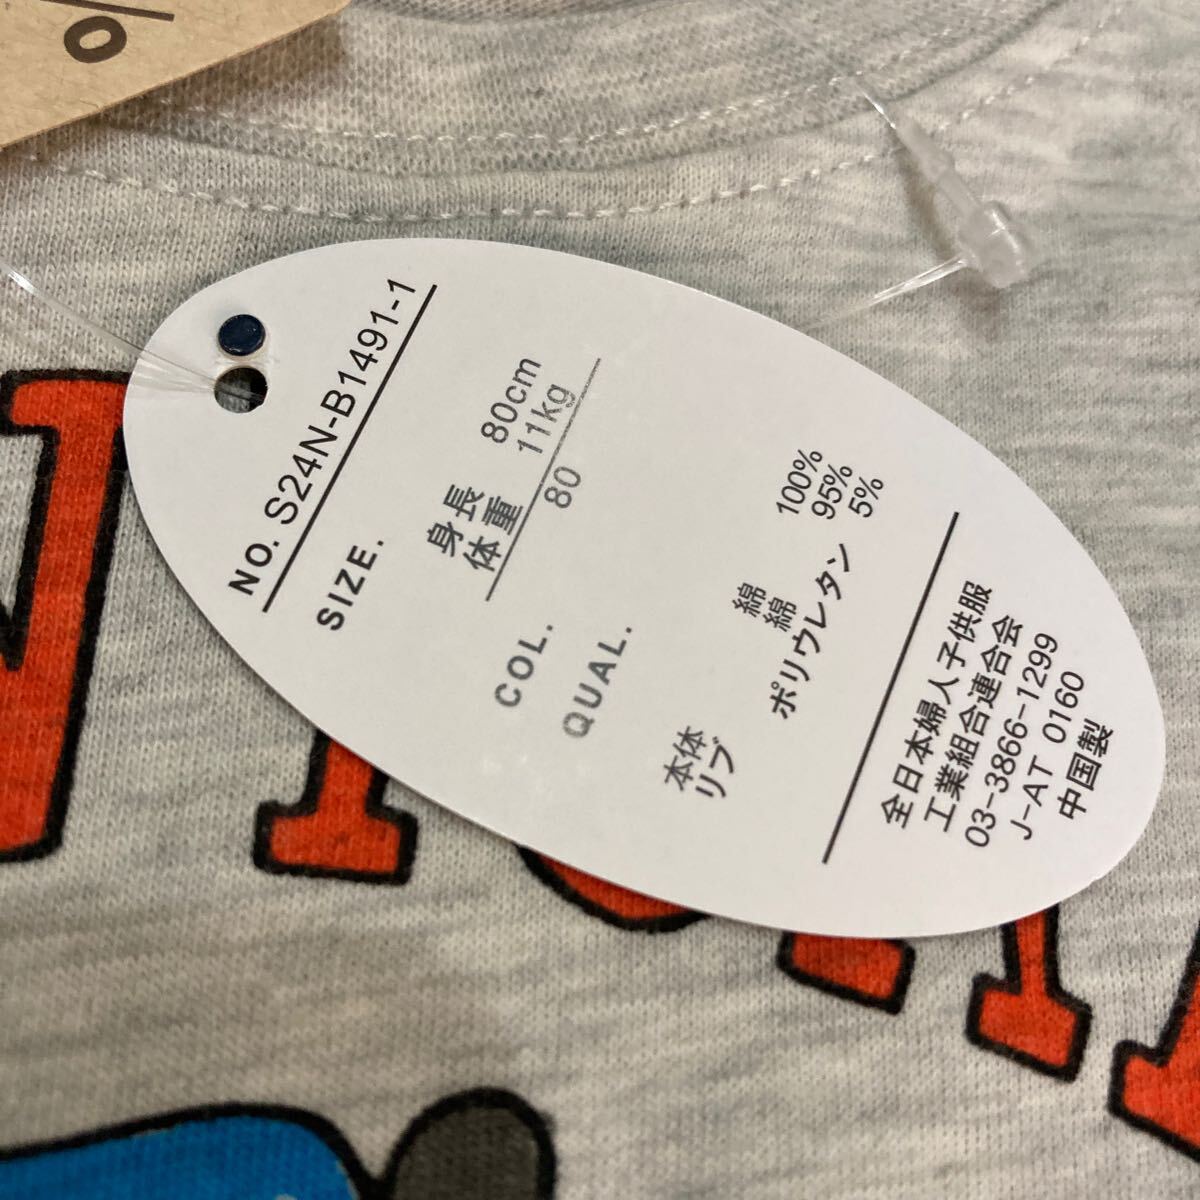 %
NO. S24N-B1491-1
SIZE.
身長 80cm
体重 11kg
80
COL.
QUAL.
本体 綿 100%
リブ 綿 95%
ポリウレタン 5%
全日本婦人子供服
工業組合連合会
03-3866-1299
J-AT 0160
中国製